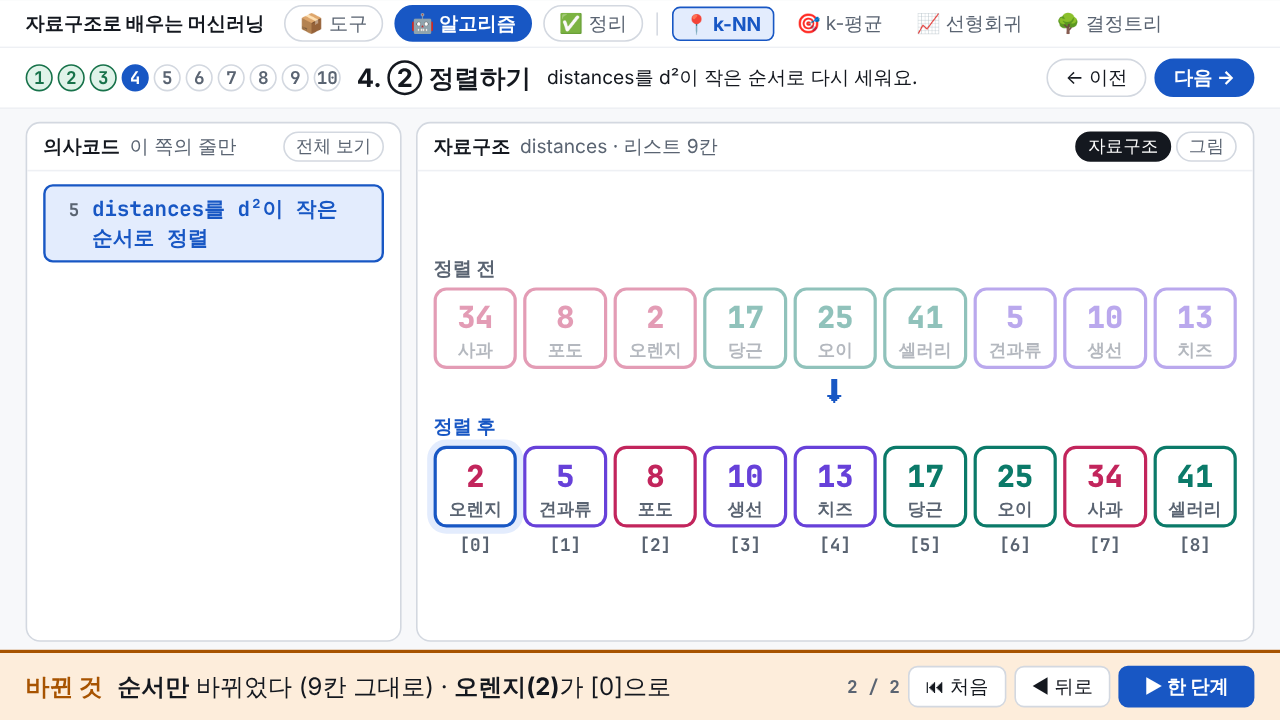 자료구조로 배우는 머신러닝 📦 도구 🤖 알고리즘 ✅ 정리 📍 k-NN 🎯 k-평균 📈 선형회귀 🌳 결정트리
1 2 3 4 5 6 7 8 9 10 4. ② 정렬하기 distances를 d²이 작은 순서로 다시 세워요. ← 이전 다음 →
의사코드 이 쪽의 줄만 전체 보기
5 distances를 d²이 작은
순서로 정렬
자료구조 distances · 리스트 9칸 자료구조 그림
정렬 전
34 8 2 17 25 41 5 10 13
사과 포도 오렌지 당근 오이 셀러리 견과류 생선 치즈
⬇
정렬 후
2 5 8 10 13 17 25 34 41
오렌지 견과류 포도 생선 치즈 당근 오이 사과 셀러리
[0] [1] [2] [3] [4] [5] [6] [7] [8]
바뀐 것 순서만 바뀌었다 (9칸 그대로) · 오렌지(2)가 [0]으로 2 / 2 ⏮ 처음 ◀ 뒤로 ▶ 한 단계